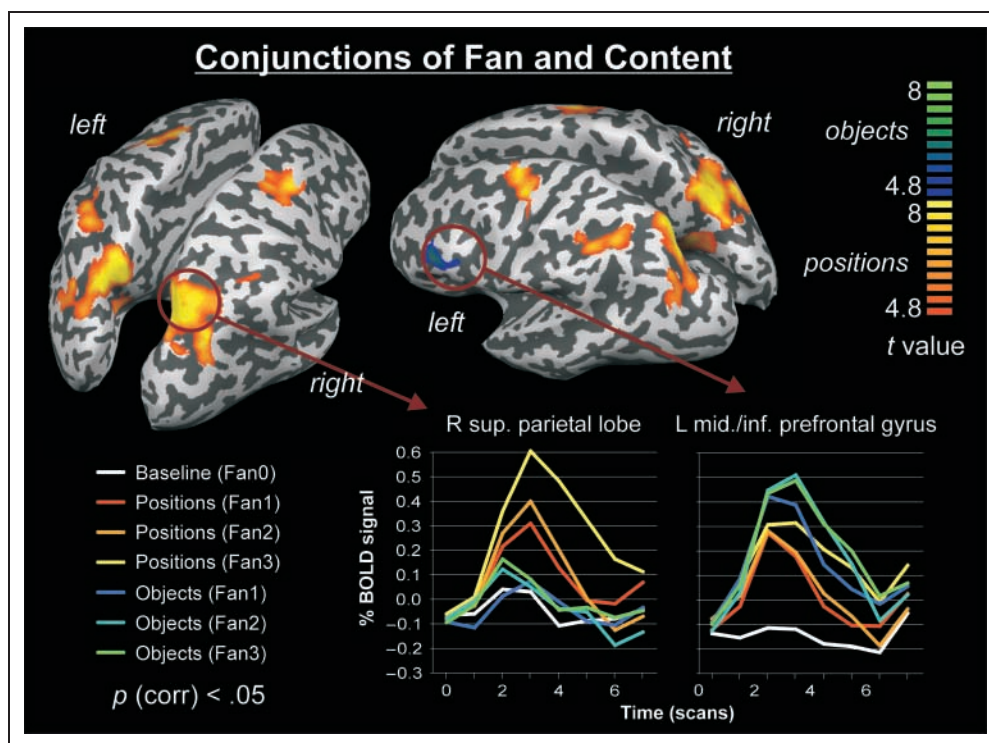 Conjunctions of Fan and Content
left
right
left
right
8
objects
4.8
8
positions
4.8
t value
R sup. parietal lobe
L mid./inf. prefrontal gyrus
Baseline (Fan0)
Positions (Fan1)
Positions (Fan2)
Positions (Fan3)
Objects (Fan1)
Objects (Fan2)
Objects (Fan3)
p (corr) < .05
% BOLD signal
0.6
0.5
0.4
0.3
0.2
0.1
0.0
–0.1
–0.2
–0.3
0 2 4 6
0 2 4 6
Time (scans)